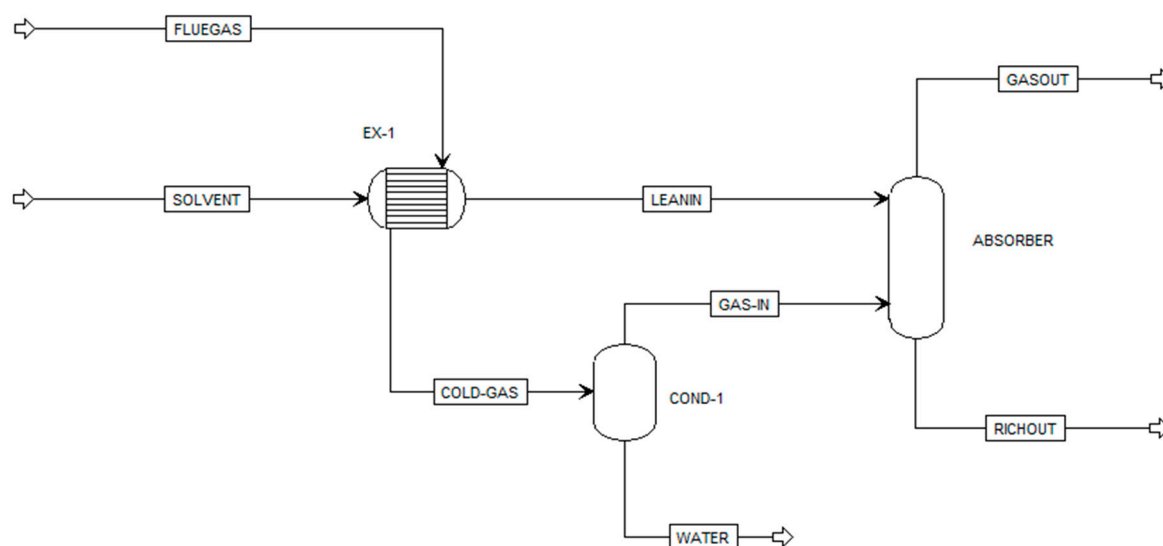 FLUEGAS
GASOUT
EX-1
SOLVENT
LEANIN
ABSORBER
GAS-IN
COLD-GAS
COND-1
RICHOUT
WATER